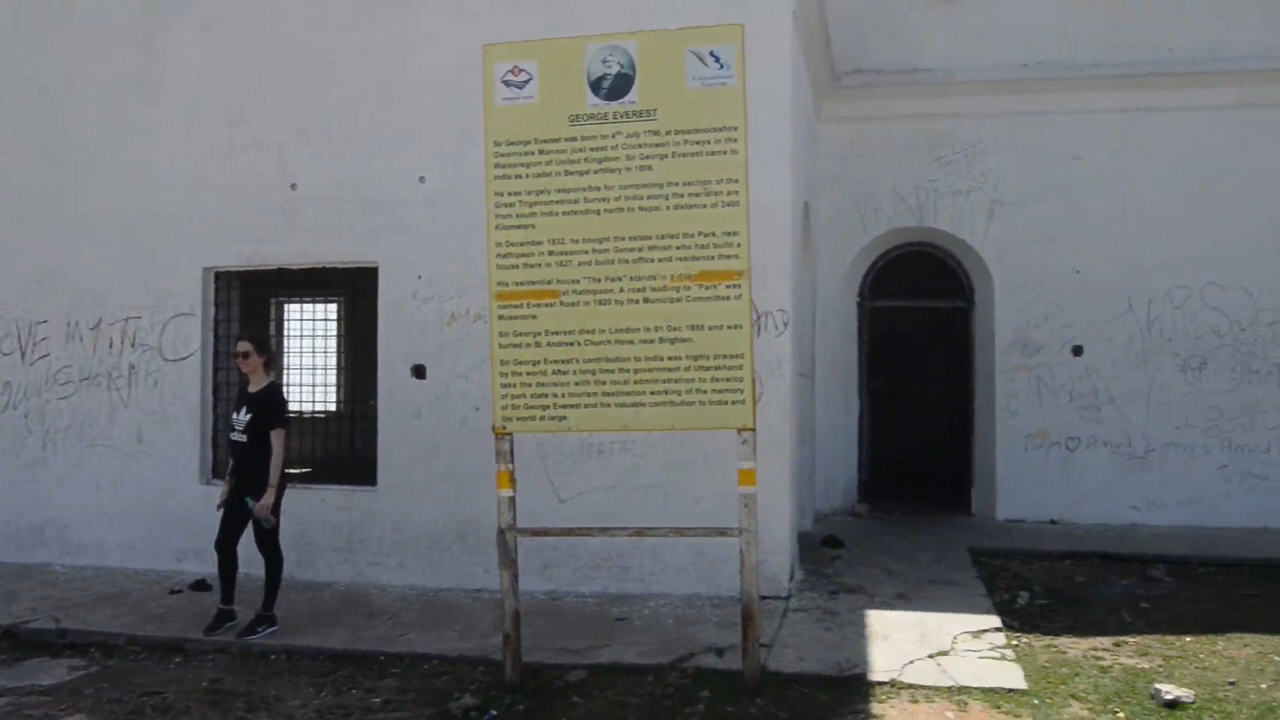 GEORGE EVEREST
Sir George Everest was born on 4th July 1790, at breacknockshire
Gwernvale Mannor just west of Crickhowell in Powys in the
Walesregion of United Kingdom. Sir George Everest came to
India as a cadet in Bengal artillary in 1806.
He was largely responsible for completing the section of the
Great Trigonometrical Survey of India along the meridian are
from south India extending north to Nepal, a distance of 2400
Kilometers.
In December 1832, he bought the estate called the Park, near
Hathipaon in Mussoorie from General Whish who had build a
house there in 1827, and build his office and residence there.
His residential house "The Park" stands in a
at Hathipaon. A road leading to "Park" was
named Everest Road in 1920 by the Municipal Committee of
Mussoorie
Sir George Everest died in London in 01 Dec 1866 and was
buried in St. Andrew's Church Hove, near Brighten.
Sir George Everest's contribution to India was highly praised
by the world. After a long time the government of Uttarakhand
take the decision with the local administration to develop
of park state is a tourism destination working of the memory
of Sir George Everest and his valuable contribution to India and
the world at large.
adidas